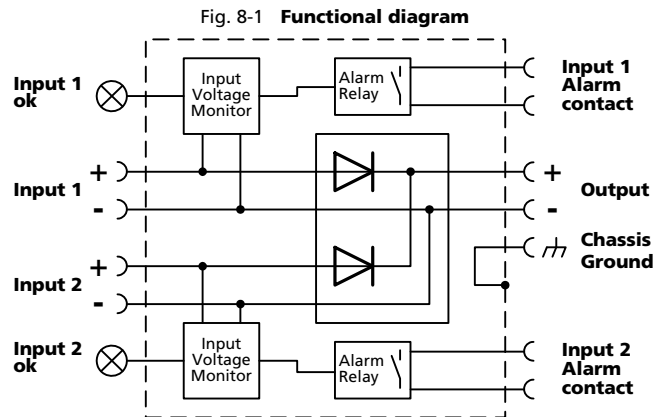 Fig. 8-1 Functional diagram
Input 1
ok
Input
Voltage
Monitor
Alarm
Relay
Input 1
Alarm
contact
Input 1
+
-
+
-
Output
Chassis
Ground
Input 2
+
-
Input 2
ok
Input
Voltage
Monitor
Alarm
Relay
Input 2
Alarm
contact